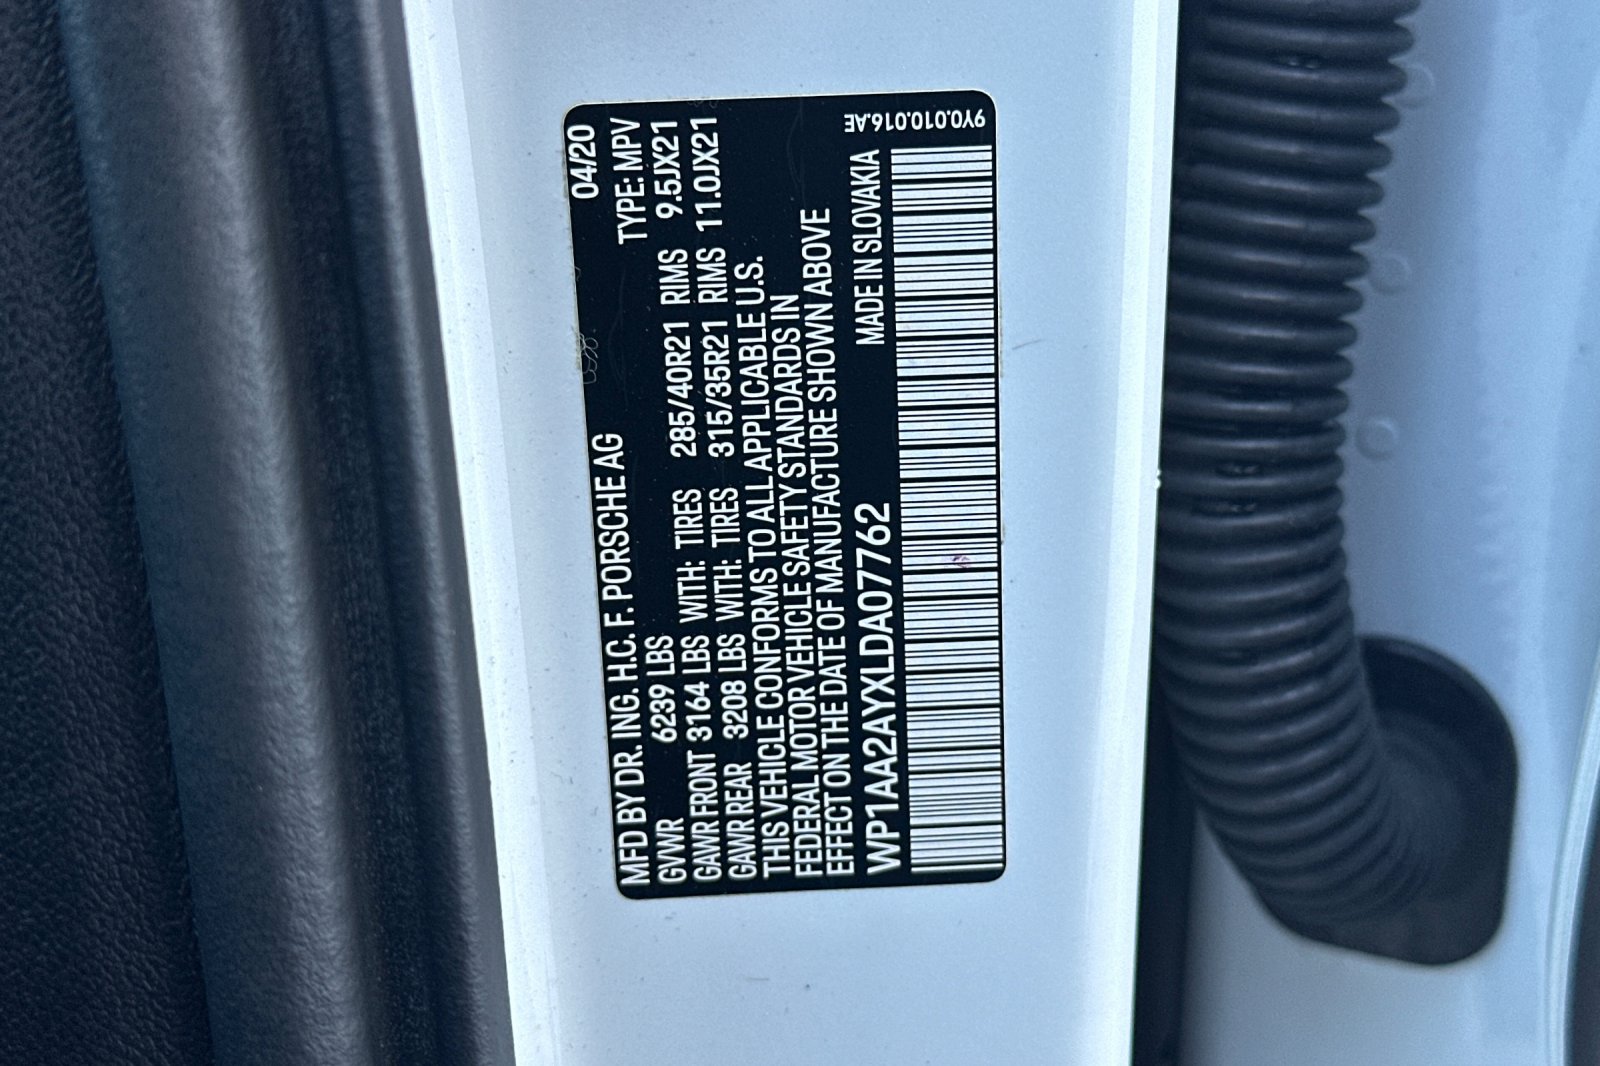 04/20
MFD BY DR. ING. H.C. F. PORSCHE AG TYPE: MPV
GVWR 6239 LBS
GAWR FRONT 3164 LBS WITH: TIRES 285/40R21 RIMS 9.5JX21
GAWR REAR 3208 LBS WITH: TIRES 315/35R21 RIMS 11.0JX21
THIS VEHICLE CONFORMS TO ALL APPLICABLE U.S.
FEDERAL MOTOR VEHICLE SAFETY STANDARDS IN
EFFECT ON THE DATE OF MANUFACTURE SHOWN ABOVE
WP1AA2AYXLDA07762 MADE IN SLOVAKIA
9Y0.010.016.AE